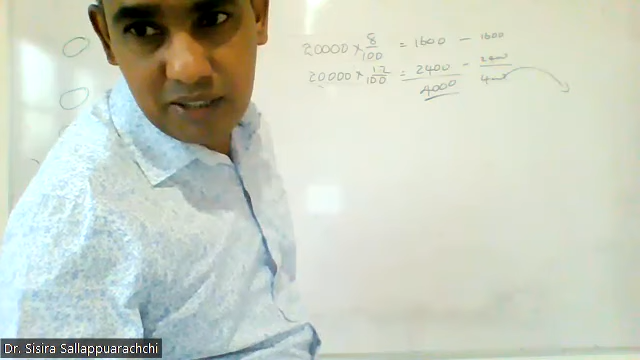 20000 × 8/100 = 1600 – 1600
20000 × 12/100 = 2400 – 2400
4000 4000
Dr. Sisira Sallappuarachchi